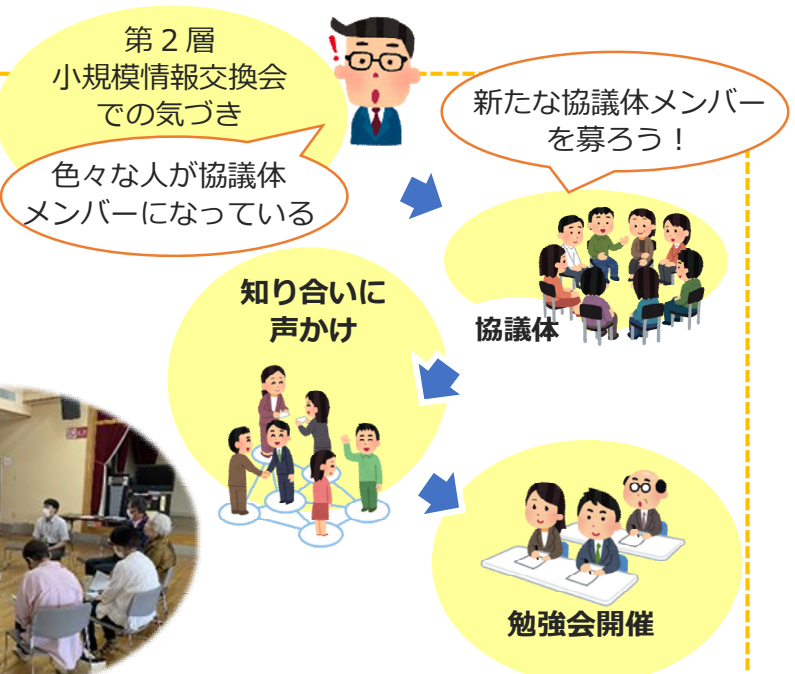 第２層
小規模情報交換会
での気づき
色々な人が協議体
メンバーになっている
新たな協議体メンバー
を募ろう！
協議体
知り合いに
声かけ
勉強会開催